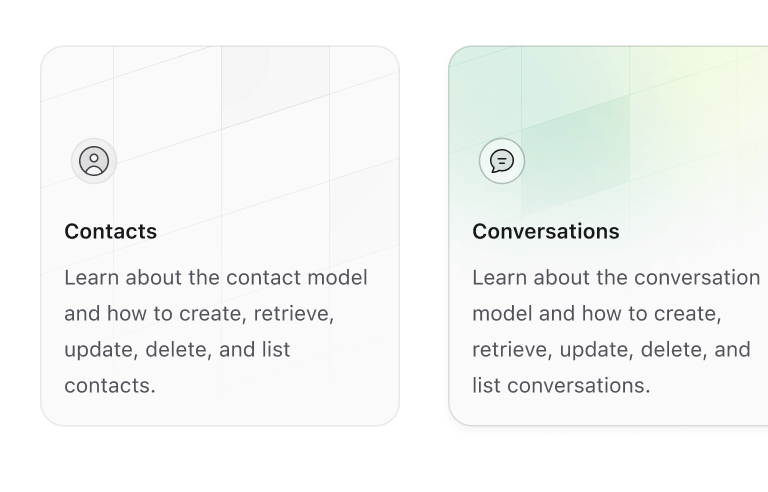 Contacts
Learn about the contact model
and how to create, retrieve,
update, delete, and list
contacts.
Conversations
Learn about the conversation
model and how to create,
retrieve, update, delete, and
list conversations.